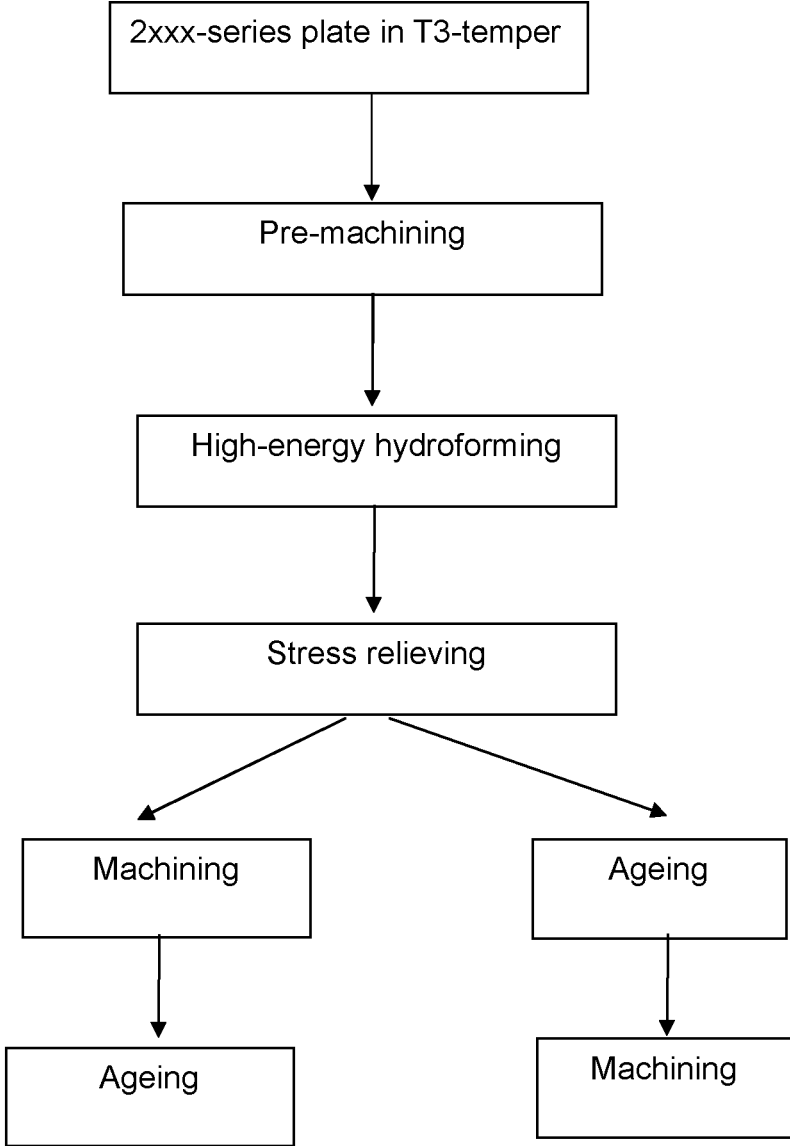 2xxx-series plate in T3-temper
Pre-machining
High-energy hydroforming
Stress relieving
Machining
Ageing
Ageing
Machining